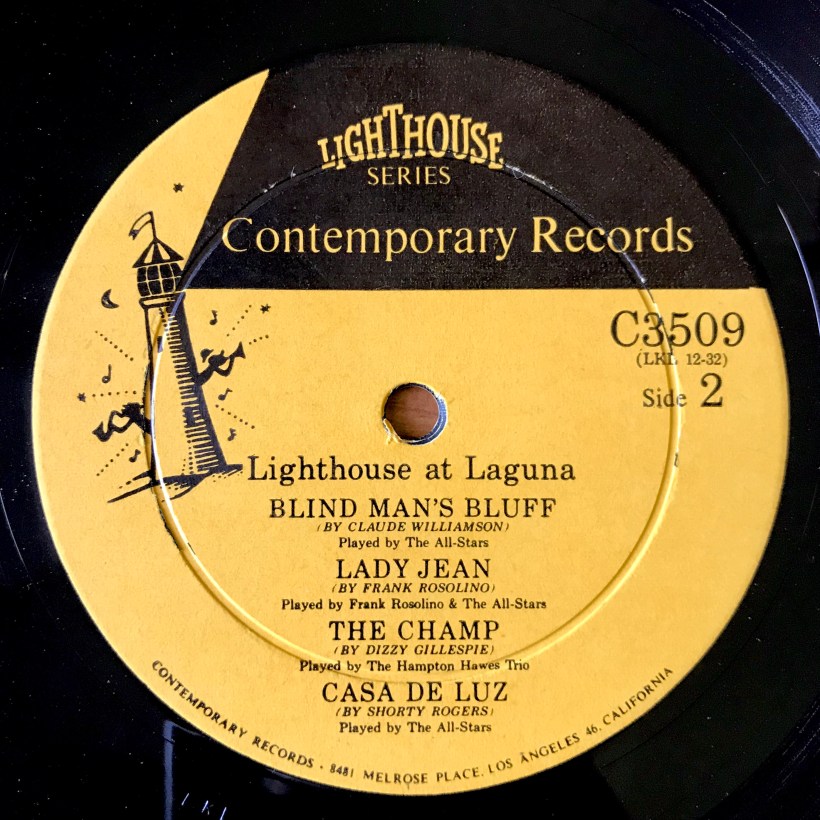 LIGHTHOUSE
SERIES
Contemporary Records
C3509
(LKL 12-32)
Side 2
Lighthouse at Laguna
BLIND MAN'S BLUFF
(BY CLAUDE WILLIAMSON)
Played by The All-Stars
LADY JEAN
(BY FRANK ROSOLINO)
Played by Frank Rosolino & The All-Stars
THE CHAMP
(BY DIZZY GILLESPIE)
Played by The Hampton Hawes Trio
CASA DE LUZ
(BY SHORTY ROGERS)
Played by The All-Stars
CONTEMPORARY RECORDS · 8481 MELROSE PLACE, LOS ANGELES 46, CALIFORNIA